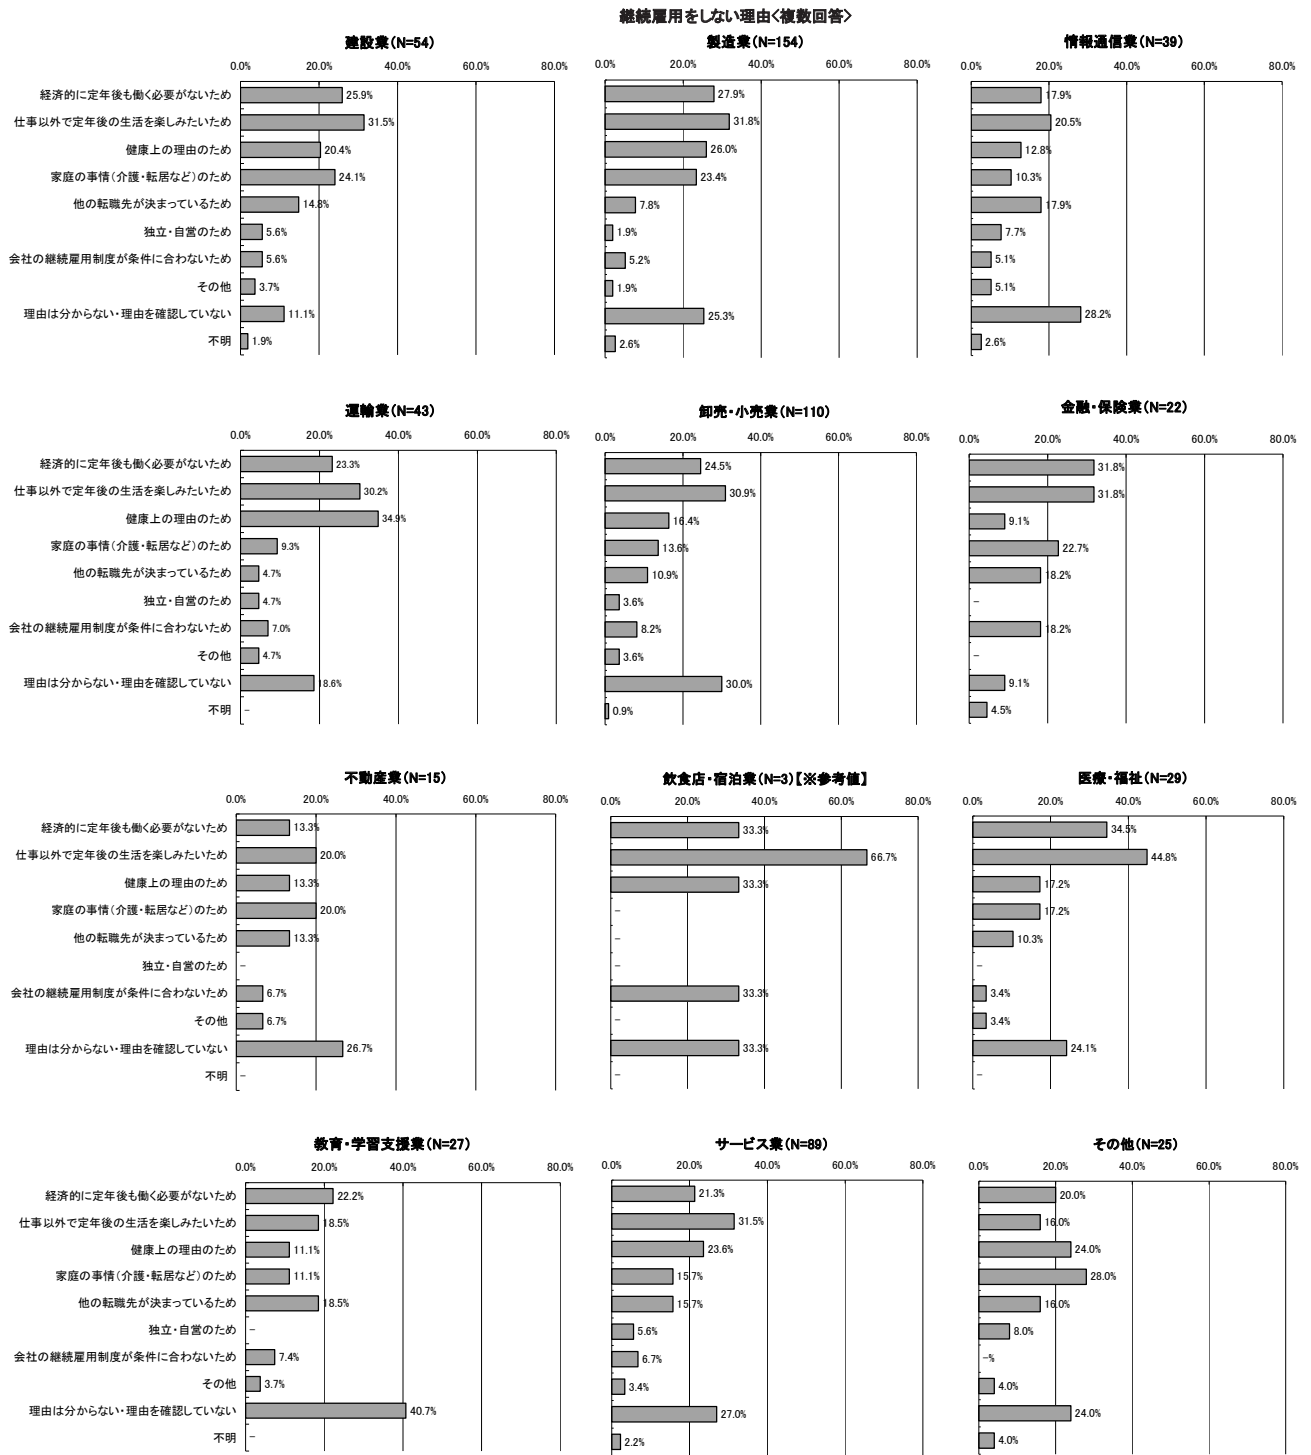 継続雇用をしない理由<複数回答>
建設業(N=54)
0.0% 20.0% 40.0% 60.0% 80.0%
経済的に定年後も働く必要がないため 25.9%
仕事以外で定年後の生活を楽しみたいため 31.5%
健康上の理由のため 20.4%
家庭の事情(介護・転居など)のため 24.1%
他の転職先が決まっているため 14.8%
独立・自営のため 5.6%
会社の継続雇用制度が条件に合わないため 5.6%
その他 3.7%
理由は分からない・理由を確認していない 11.1%
不明 1.9%
製造業(N=154)
0.0% 20.0% 40.0% 60.0% 80.0%
27.9%
31.8%
26.0%
23.4%
7.8%
1.9%
5.2%
1.9%
25.3%
2.6%
情報通信業(N=39)
0.0% 20.0% 40.0% 60.0% 80.0%
17.9%
20.5%
12.8%
10.3%
17.9%
7.7%
5.1%
5.1%
28.2%
2.6%
運輸業(N=43)
0.0% 20.0% 40.0% 60.0% 80.0%
経済的に定年後も働く必要がないため 23.3%
仕事以外で定年後の生活を楽しみたいため 30.2%
健康上の理由のため 34.9%
家庭の事情(介護・転居など)のため 9.3%
他の転職先が決まっているため 4.7%
独立・自営のため 4.7%
会社の継続雇用制度が条件に合わないため 7.0%
その他 4.7%
理由は分からない・理由を確認していない 18.6%
不明 -
卸売・小売業(N=110)
0.0% 20.0% 40.0% 60.0% 80.0%
24.5%
30.9%
16.4%
13.6%
10.9%
3.6%
8.2%
3.6%
30.0%
0.9%
金融・保険業(N=22)
0.0% 20.0% 40.0% 60.0% 80.0%
31.8%
31.8%
9.1%
22.7%
18.2%
-
18.2%
-
9.1%
4.5%
不動産業(N=15)
0.0% 20.0% 40.0% 60.0% 80.0%
経済的に定年後も働く必要がないため 13.3%
仕事以外で定年後の生活を楽しみたいため 20.0%
健康上の理由のため 13.3%
家庭の事情(介護・転居など)のため 20.0%
他の転職先が決まっているため 13.3%
独立・自営のため -
会社の継続雇用制度が条件に合わないため 6.7%
その他 6.7%
理由は分からない・理由を確認していない 26.7%
不明 -
飲食店・宿泊業(N=3)【※参考値】
0.0% 20.0% 40.0% 60.0% 80.0%
33.3%
66.7%
33.3%
-
-
-
33.3%
-
33.3%
-
医療・福祉(N=29)
0.0% 20.0% 40.0% 60.0% 80.0%
34.5%
44.8%
17.2%
17.2%
10.3%
-
3.4%
3.4%
24.1%
-
教育・学習支援業(N=27)
0.0% 20.0% 40.0% 60.0% 80.0%
経済的に定年後も働く必要がないため 22.2%
仕事以外で定年後の生活を楽しみたいため 18.5%
健康上の理由のため 11.1%
家庭の事情(介護・転居など)のため 11.1%
他の転職先が決まっているため 18.5%
独立・自営のため -
会社の継続雇用制度が条件に合わないため 7.4%
その他 3.7%
理由は分からない・理由を確認していない 40.7%
不明 -
サービス業(N=89)
0.0% 20.0% 40.0% 60.0% 80.0%
21.3%
31.5%
23.6%
15.7%
15.7%
5.6%
6.7%
3.4%
27.0%
2.2%
その他(N=25)
0.0% 20.0% 40.0% 60.0% 80.0%
20.0%
16.0%
24.0%
28.0%
16.0%
8.0%
-%
4.0%
24.0%
4.0%